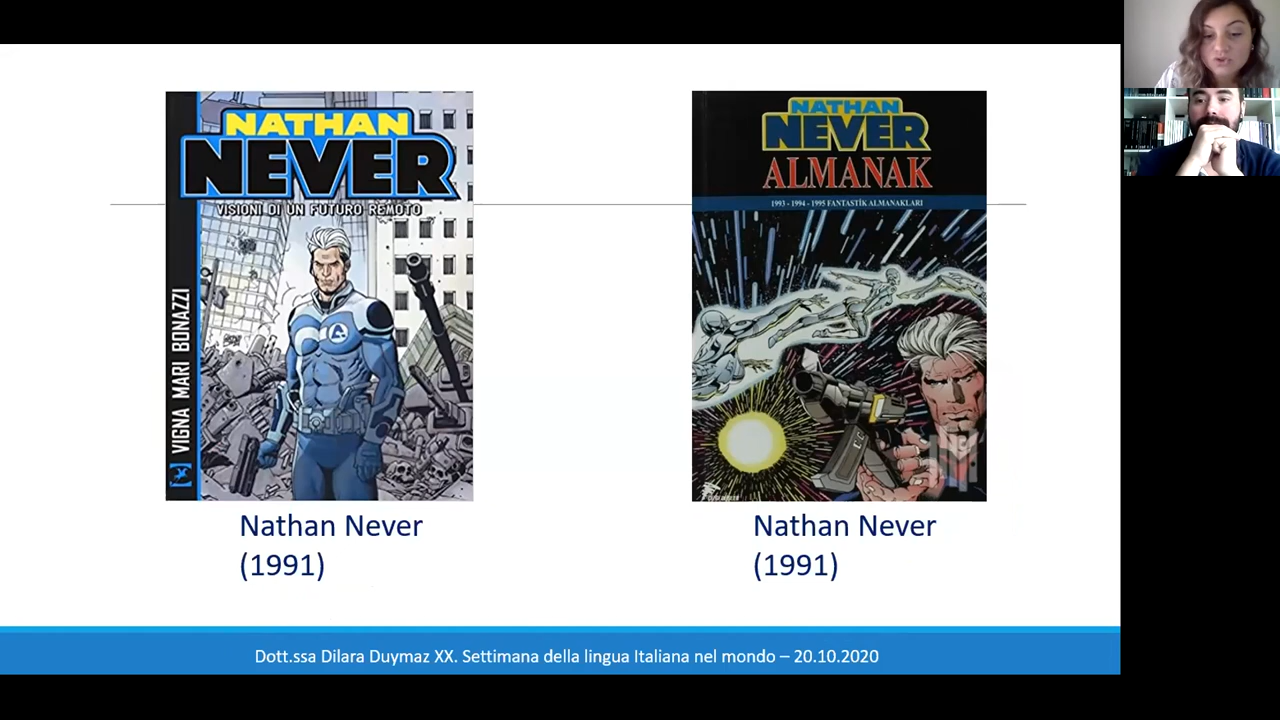 NATHAN
NEVER
VISIONI DI UN FUTURO REMOTO
VIGNA MARI BONAZZI
NATHAN
NEVER
ALMANAK
1993 - 1994 - 1995 FANTASTİK ALMANAKLARI
Nathan Never
(1991)
Nathan Never
(1991)
Dott.ssa Dilara Duymaz XX. Settimana della lingua Italiana nel mondo – 20.10.2020